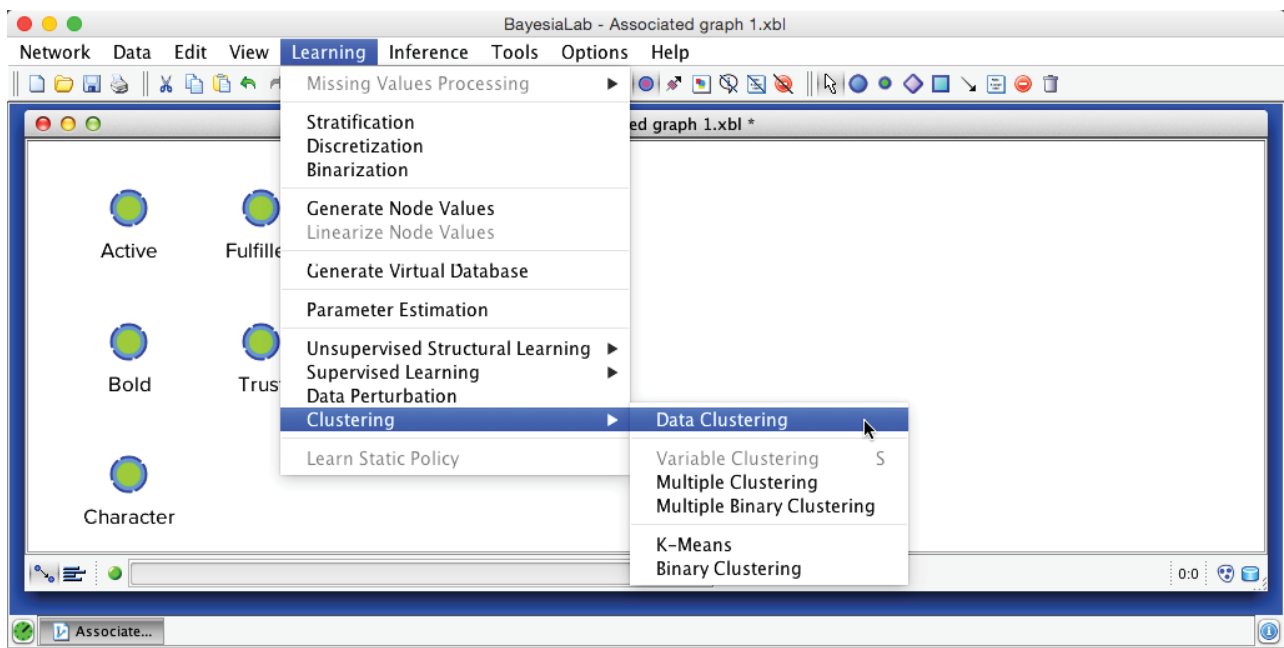 BayesiaLab - Associated graph 1.xbl
Network Data Edit View Learning Inference Tools Options Help
ed graph 1.xbl *
Missing Values Processing
Stratification
Discretization
Binarization
Generate Node Values
Linearize Node Values
Generate Virtual Database
Parameter Estimation
Unsupervised Structural Learning
Supervised Learning
Data Perturbation
Clustering
Learn Static Policy
Data Clustering
Variable Clustering S
Multiple Clustering
Multiple Binary Clustering
K-Means
Binary Clustering
Active Fulfille
Bold Trus
Character
0:0
Associate...